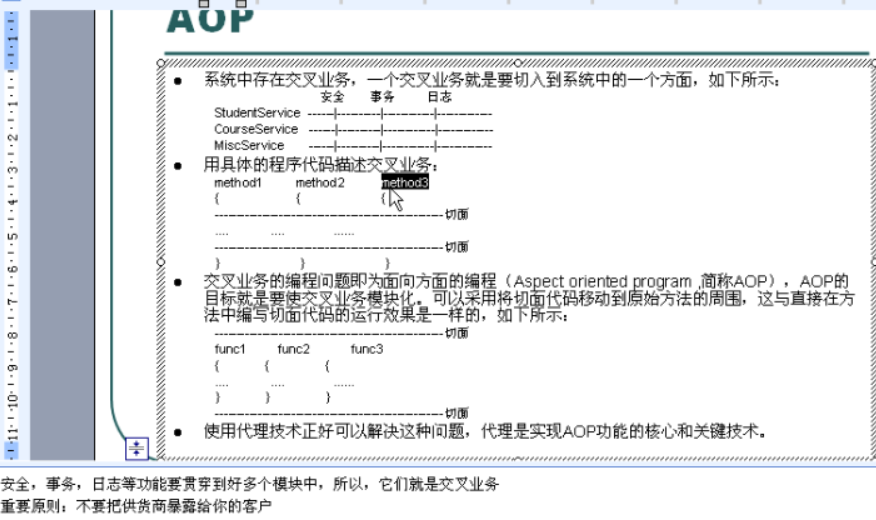 AOP
● 系统中存在交叉业务，一个交叉业务就是要切入到系统中的一个方面，如下所示：
安全 事务 日志
StudentService ------|----------|------------|-------------
CourseService ------|----------|------------|-------------
MiscService ------|----------|------------|-------------
● 用具体的程序代码描述交叉业务：
method1 method2 method3
{ { {
------------------------------------------------------切面
.... .... ......
------------------------------------------------------切面
} } }
● 交叉业务的编程问题即为面向方面的编程（Aspect oriented program ,简称AOP），AOP的
目标就是要使交叉业务模块化。可以采用将切面代码移动到原始方法的周围，这与直接在方
法中编写切面代码的运行效果是一样的，如下所示：
------------------------------------------------------切面
func1 func2 func3
{ { {
.... .... ......
} } }
------------------------------------------------------切面
● 使用代理技术正好可以解决这种问题，代理是实现AOP功能的核心和关键技术。
安全，事务，日志等功能要贯穿到好多个模块中，所以，它们就是交叉业务
重要原则：不要把供货商暴露给你的客户
1
1
2
3
4
5
6
7
8
9
10
11